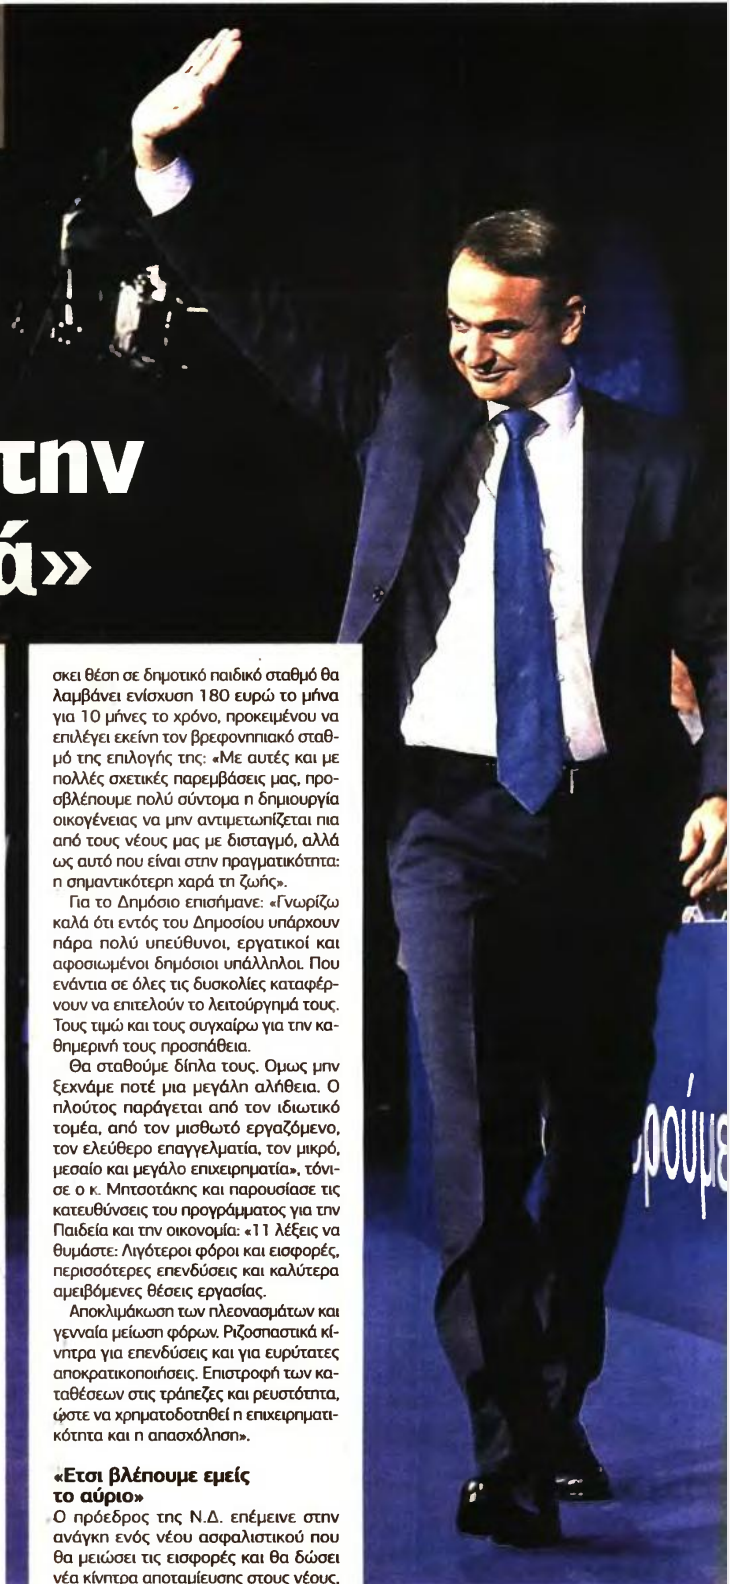 την
ά»
σκει θέση σε δημοτικό παιδικό σταθμό θα
λαμβάνει ενίσχυση 180 ευρώ το μήνα
για 10 μήνες το χρόνο, προκειμένου να
επιλέγει εκείνη τον βρεφονηπιακό σταθ-
μό της επιλογής της: «Με αυτές και με
πολλές σχετικές παρεμβάσεις μας, προ-
σβλέπουμε πολύ σύντομα η δημιουργία
οικογένειας να μην αντιμετωπίζεται πια
από τους νέους μας με δισταγμό, αλλά
ως αυτό που είναι στην πραγματικότητα:
η σημαντικότερη χαρά τη ζωής».
Για το Δημόσιο επισήμανε: «Γνωρίζω
καλά ότι εντός του Δημοσίου υπάρχουν
πάρα πολύ υπεύθυνοι, εργατικοί και
αφοσιωμένοι δημόσιοι υπάλληλοι. Που
ενάντια σε όλες τις δυσκολίες καταφέρ-
νουν να επιτελούν το λειτούργημά τους.
Τους τιμώ και τους συγχαίρω για την κα-
θημερινή τους προσπάθεια.
Θα σταθούμε δίπλα τους. Ομως μην
ξεχνάμε ποτέ μια μεγάλη αλήθεια. Ο
πλούτος παράγεται από τον ιδιωτικό
τομέα, από τον μισθωτό εργαζόμενο,
τον ελεύθερο επαγγελματία, τον μικρό,
μεσαίο και μεγάλο επιχειρηματία», τόνι-
σε ο κ. Μητσοτάκης και παρουσίασε τις
κατευθύνσεις του προγράμματος για την
Παιδεία και την οικονομία: «11 λέξεις να
θυμάστε: Λιγότεροι φόροι και εισφορές,
περισσότερες επενδύσεις και καλύτερα
αμειβόμενες θέσεις εργασίας.
Αποκλιμάκωση των πλεονασμάτων και
γενναία μείωση φόρων. Ριζοσπαστικά κί-
νητρα για επενδύσεις και για ευρύτατες
αποκρατικοποιήσεις. Επιστροφή των κα-
ταθέσεων στις τράπεζες και ρευστότητα,
ώστε να χρηματοδοτηθεί η επιχειρηματι-
κότητα και η απασχόληση».
«Ετσι βλέπουμε εμείς
το αύριο»
Ο πρόεδρος της Ν.Δ. επέμεινε στην
ανάγκη ενός νέου ασφαλιστικού που
θα μειώσει τις εισφορές και θα δώσει
νέα κίνητρα αποταμίευσης στους νέους,
ρούμε